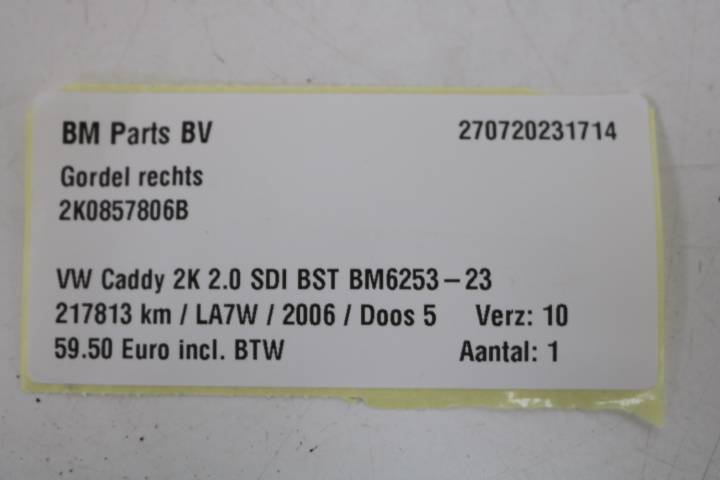 BM Parts BV 270720231714
Gordel rechts
2K0857806B
VW Caddy 2K 2.0 SDI BST BM6253-23
217813 km / LA7W / 2006 / Doos 5 Verz: 10
59.50 Euro incl. BTW Aantal: 1